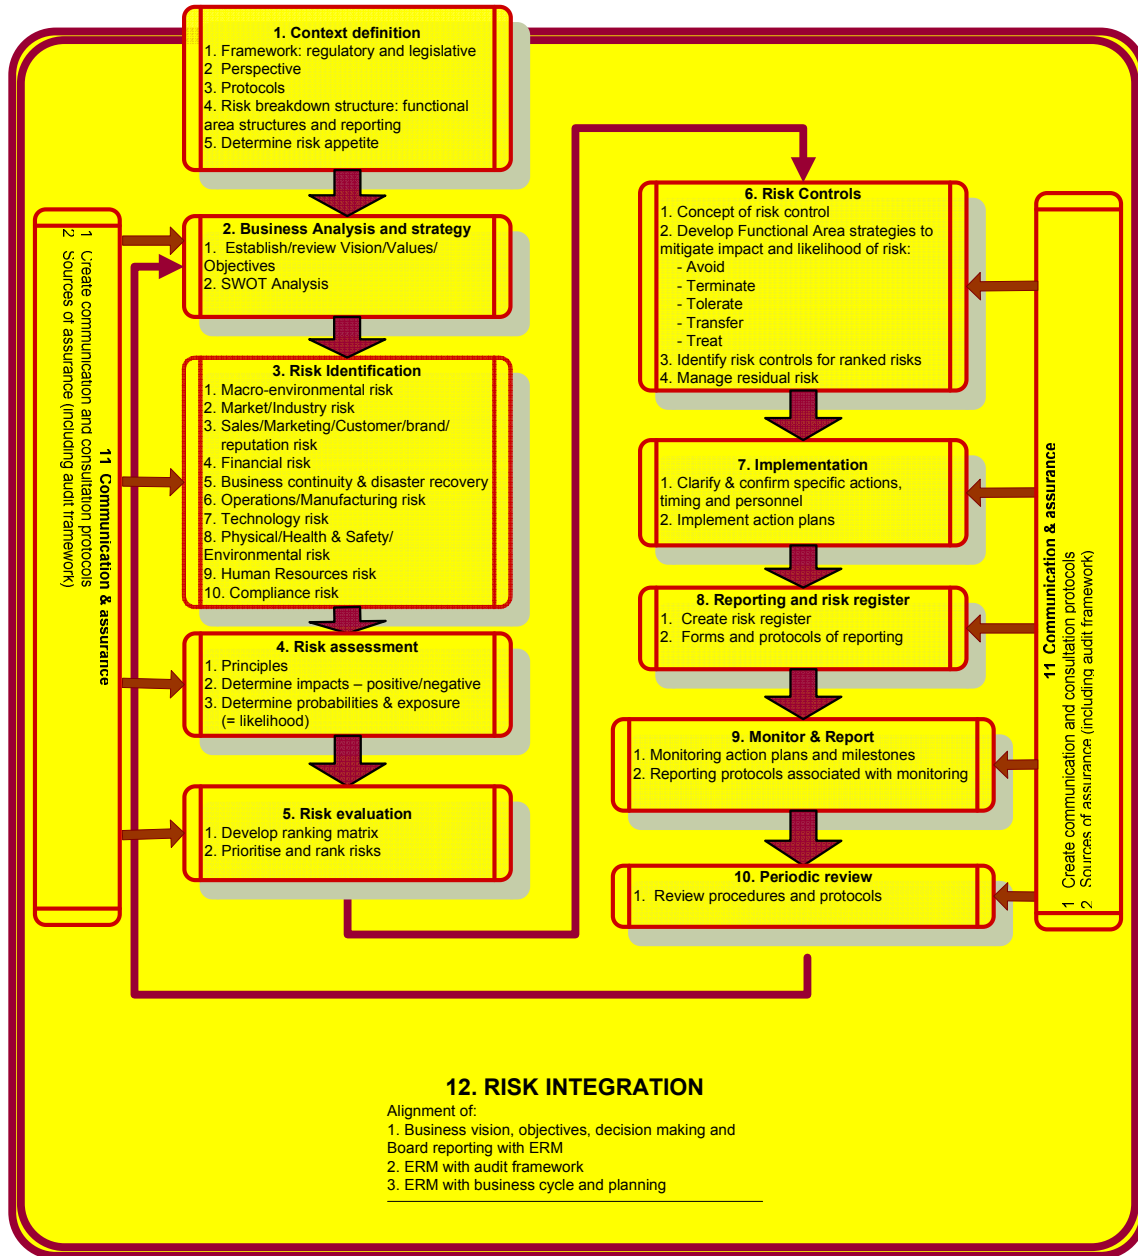 1. Context definition
1. Framework: regulatory and legislative
2 Perspective
3. Protocols
4. Risk breakdown structure: functional
area structures and reporting
5. Determine risk appetite
2. Business Analysis and strategy
1. Establish/review Vision/Values/
Objectives
2. SWOT Analysis
3. Risk Identification
1. Macro-environmental risk
2. Market/Industry risk
3. Sales/Marketing/Customer/brand/
reputation risk
4. Financial risk
5. Business continuity & disaster recovery
6. Operations/Manufacturing risk
7. Technology risk
8. Physical/Health & Safety/
Environmental risk
9. Human Resources risk
10. Compliance risk
4. Risk assessment
1. Principles
2. Determine impacts – positive/negative
3. Determine probabilities & exposure
(= likelihood)
5. Risk evaluation
1. Develop ranking matrix
2. Prioritise and rank risks
11 Communication & assurance
1 Create communication and consultation protocols
2 Sources of assurance (including audit framework)
6. Risk Controls
1. Concept of risk control
2. Develop Functional Area strategies to
mitigate impact and likelihood of risk:
- Avoid
- Terminate
- Tolerate
- Transfer
- Treat
3. Identify risk controls for ranked risks
4. Manage residual risk
7. Implementation
1. Clarify & confirm specific actions,
timing and personnel
2. Implement action plans
8. Reporting and risk register
1. Create risk register
2. Forms and protocols of reporting
9. Monitor & Report
1. Monitoring action plans and milestones
2. Reporting protocols associated with monitoring
10. Periodic review
1. Review procedures and protocols
11 Communication & assurance
1 Create communication and consultation protocols
2 Sources of assurance (including audit framework)
12. RISK INTEGRATION
Alignment of:
1. Business vision, objectives, decision making and
Board reporting with ERM
2. ERM with audit framework
3. ERM with business cycle and planning